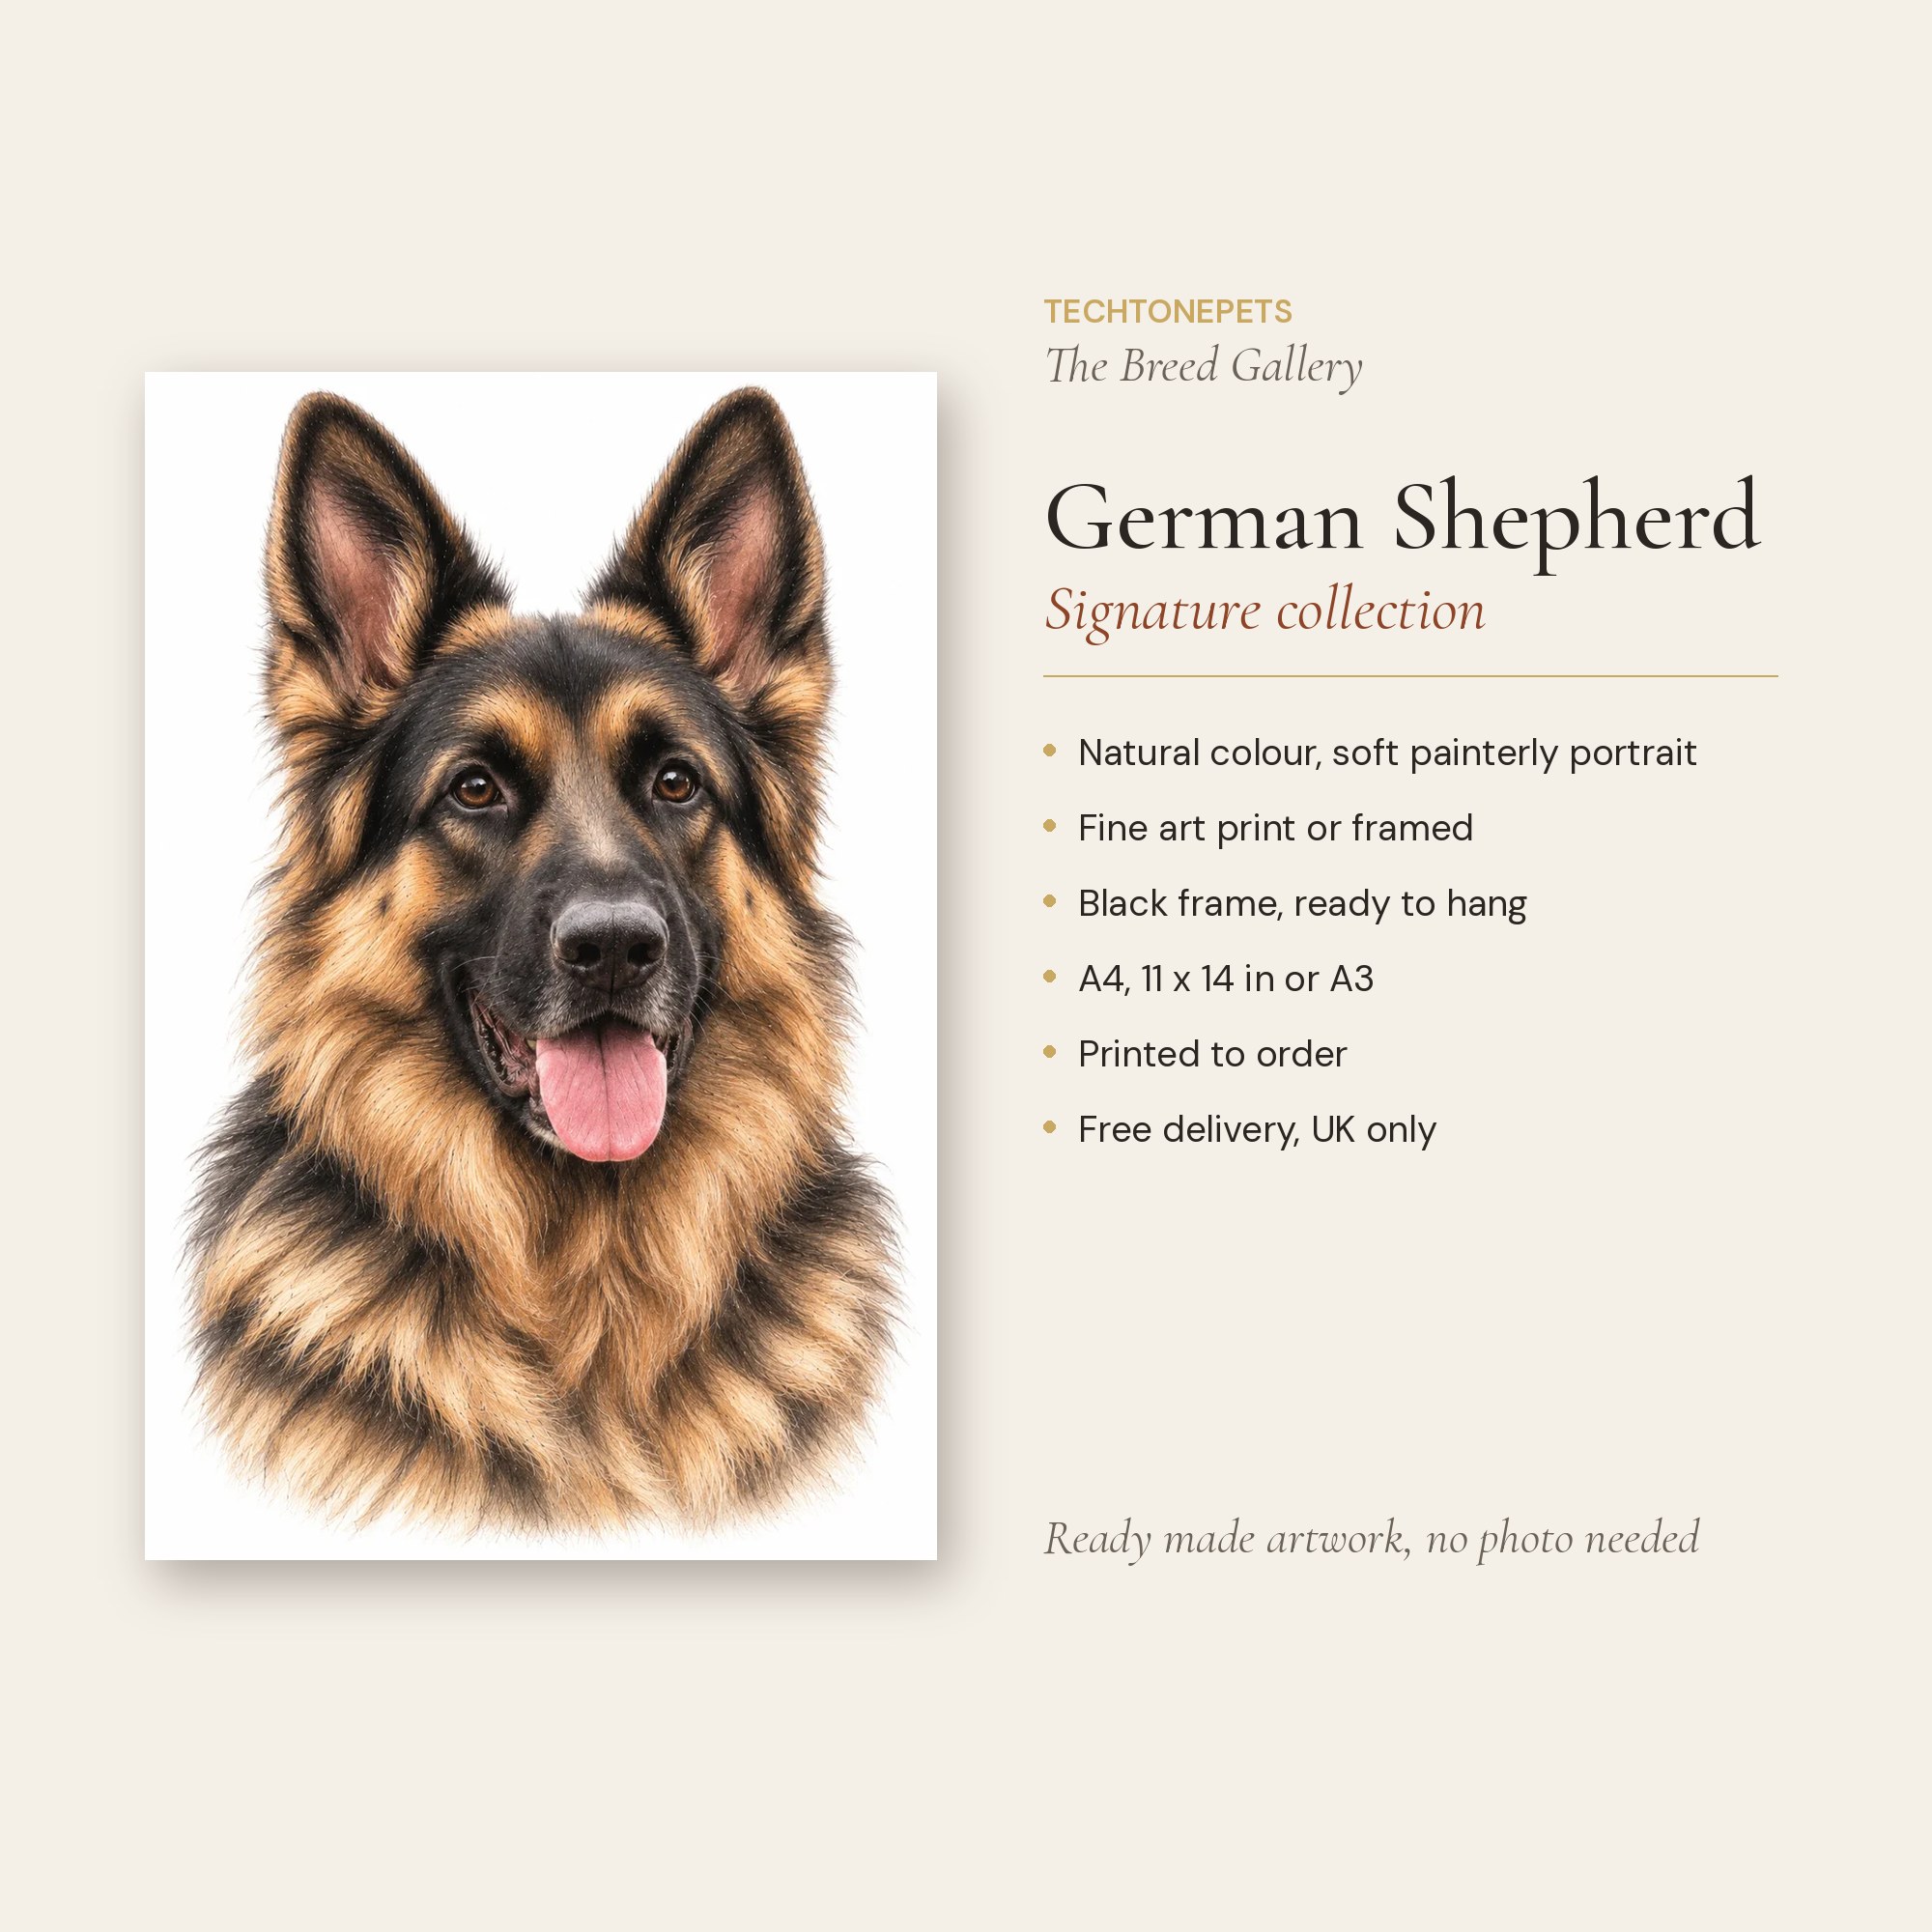 TECHTONEPETS
The Breed Gallery
German Shepherd
Signature collection
Natural colour, soft painterly portrait
Fine art print or framed
Black frame, ready to hang
A4, 11 x 14 in or A3
Printed to order
Free delivery, UK only
Ready made artwork, no photo needed